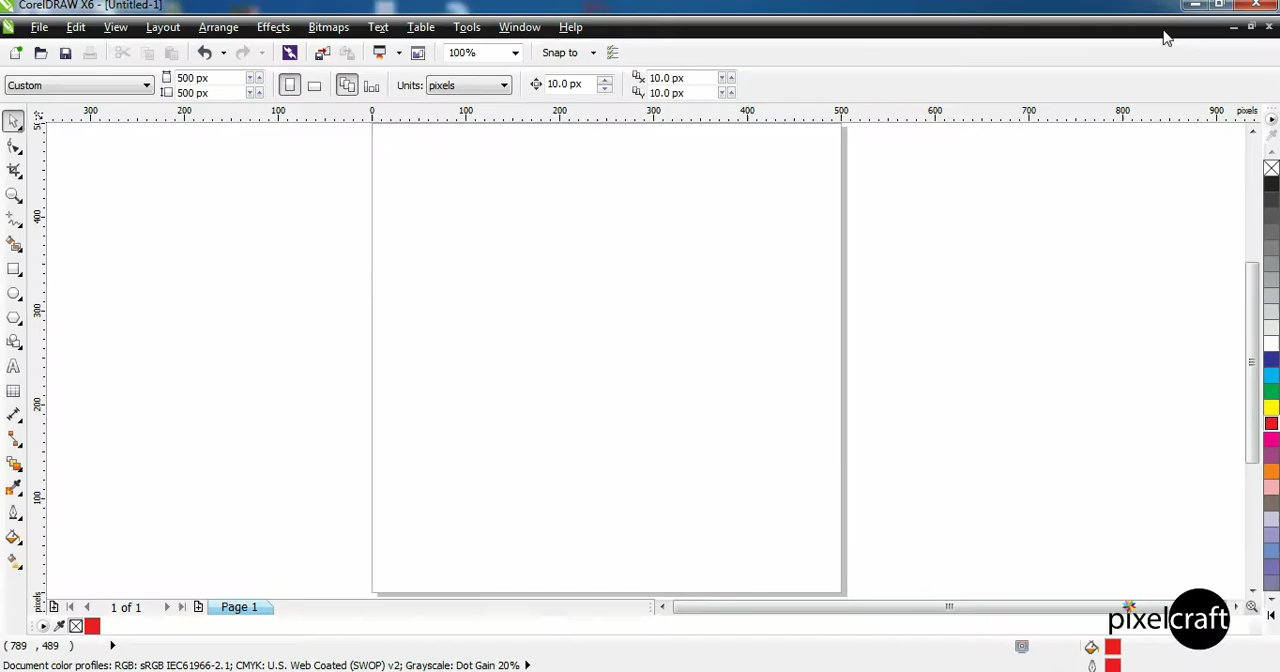 CorelDRAW X6 - [Untitled-1]
File Edit View Layout Arrange Effects Bitmaps Text Table Tools Window Help
100% Snap to
Custom 500 px 500 px Units: pixels 10.0 px 10.0 px 10.0 px
300 200 100 0 100 200 300 400 500 600 700 800 900 pixels
400
300
200
100
pixels
1 of 1 Page 1
pixelcraft
(789 , 489 )
Document color profiles: RGB: sRGB IEC61966-2.1; CMYK: U.S. Web Coated (SWOP) v2; grayscale: Dot Gain 20%